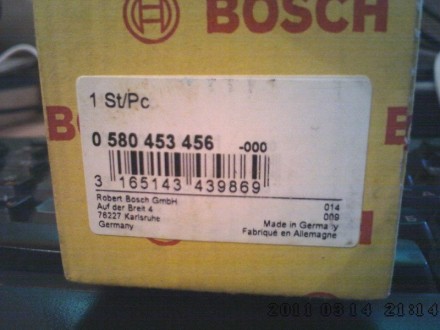 BOSCH
1 St/Pc
0 580 453 456 -000
B
H
3 165143 439869
Robert Bosch GmbH
Auf der Breit 4
76227 Karlsruhe
Germany
014
009
Made in Germany
Fabriqué en Allemagne
2011 03 14 21:14